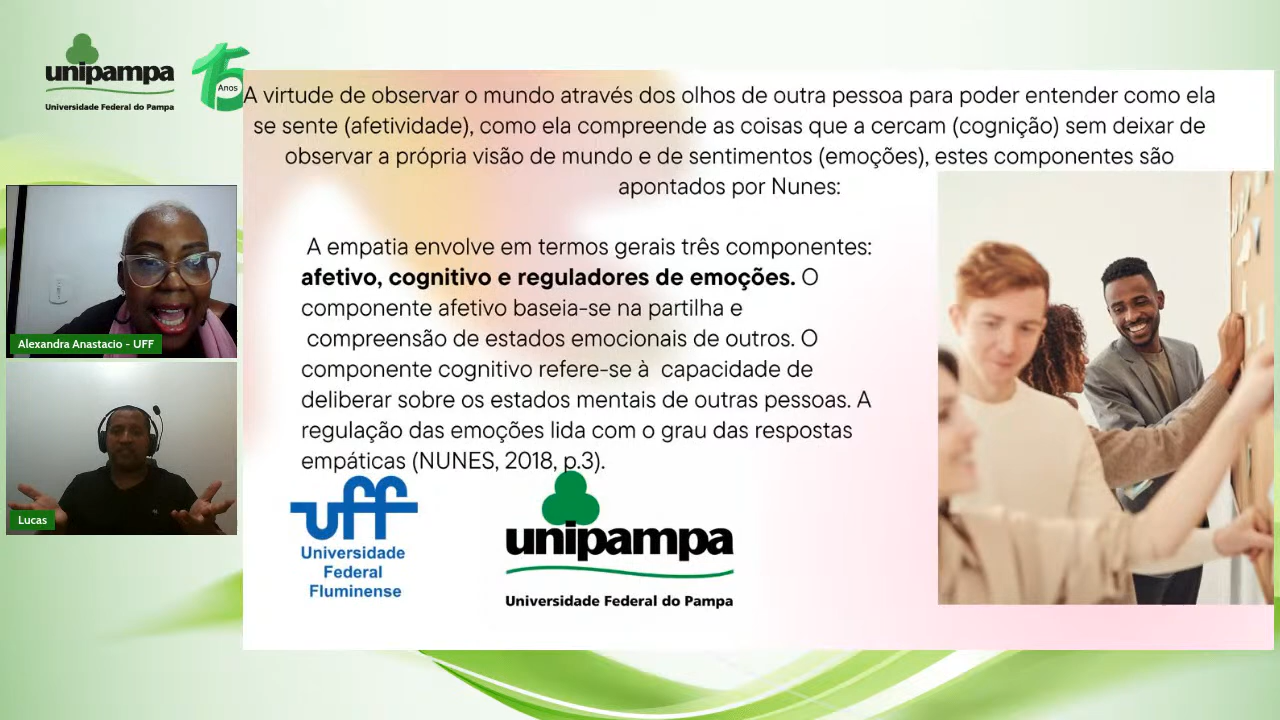 unipampa
Universidade Federal do Pampa
15
Anos
A virtude de observar o mundo através dos olhos de outra pessoa para poder entender como ela
se sente (afetividade), como ela compreende as coisas que a cercam (cognição) sem deixar de
observar a própria visão de mundo e de sentimentos (emoções), estes componentes são
apontados por Nunes:
A empatia envolve em termos gerais três componentes:
afetivo, cognitivo e reguladores de emoções. O
componente afetivo baseia-se na partilha e
compreensão de estados emocionais de outros. O
componente cognitivo refere-se à capacidade de
deliberar sobre os estados mentais de outras pessoas. A
regulação das emoções lida com o grau das respostas
empáticas (NUNES, 2018, p.3).
Alexandra Anastacio - UFF
Lucas
uff
Universidade
Federal
Fluminense
unipampa
Universidade Federal do Pampa